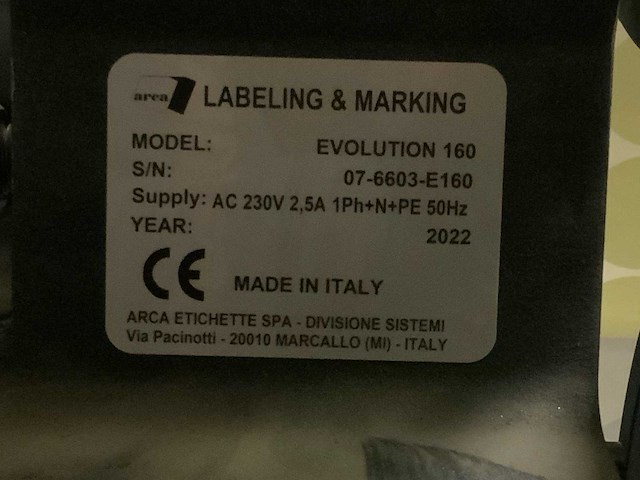 arca LABELING & MARKING
MODEL: EVOLUTION 160
S/N: 07-6603-E160
Supply: AC 230V 2,5A 1Ph+N+PE 50Hz
YEAR: 2022
CE MADE IN ITALY
ARCA ETICHETTE SPA - DIVISIONE SISTEMI
Via Pacinotti - 20010 MARCALLO (MI) - ITALY